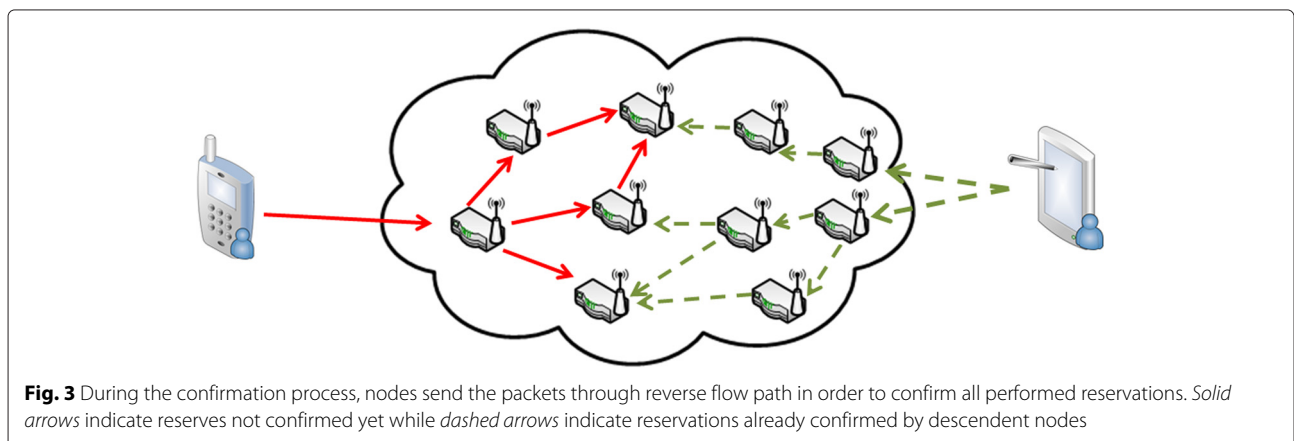 Fig. 3 During the confirmation process, nodes send the packets through reverse flow path in order to confirm all performed reservations. Solid
arrows indicate reserves not confirmed yet while dashed arrows indicate reservations already confirmed by descendent nodes